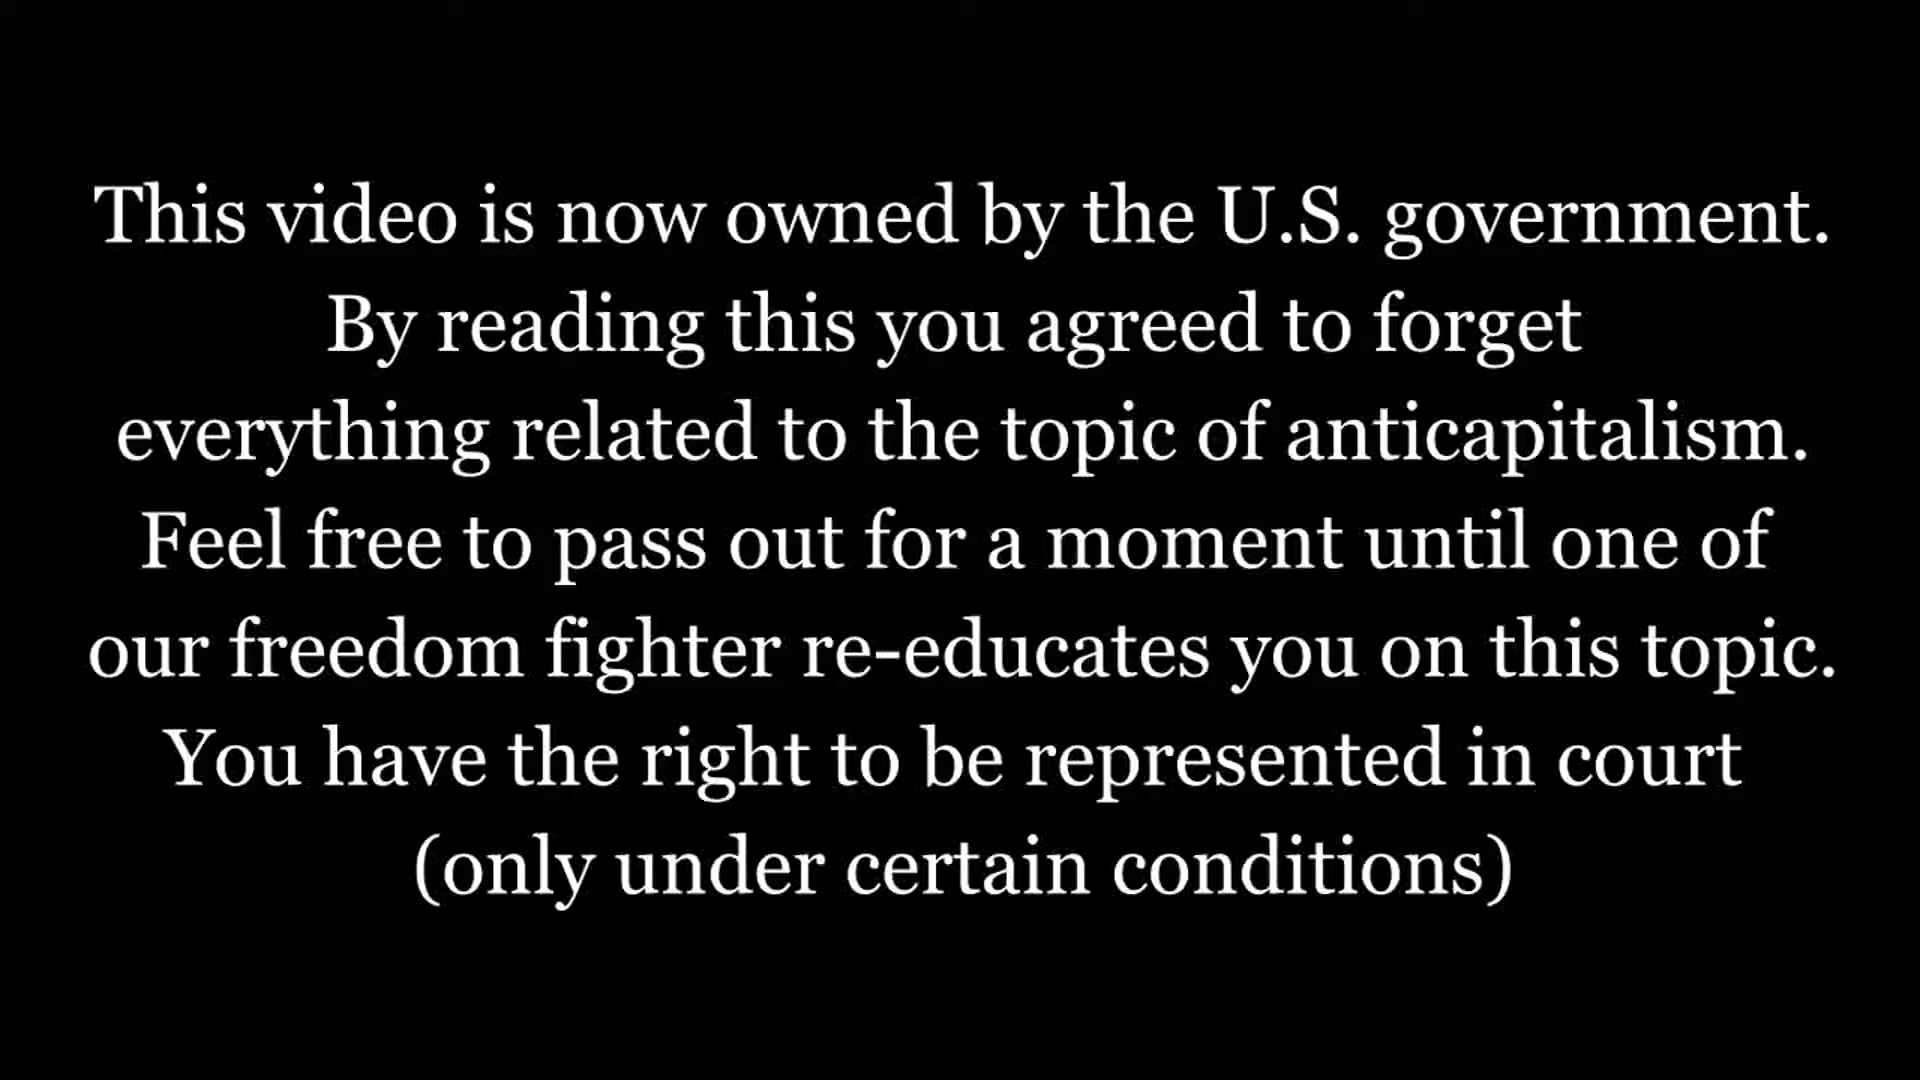 This video is now owned by the U.S. government.
By reading this you agreed to forget
everything related to the topic of anticapitalism.
Feel free to pass out for a moment until one of
our freedom fighter re-educates you on this topic.
You have the right to be represented in court
(only under certain conditions)